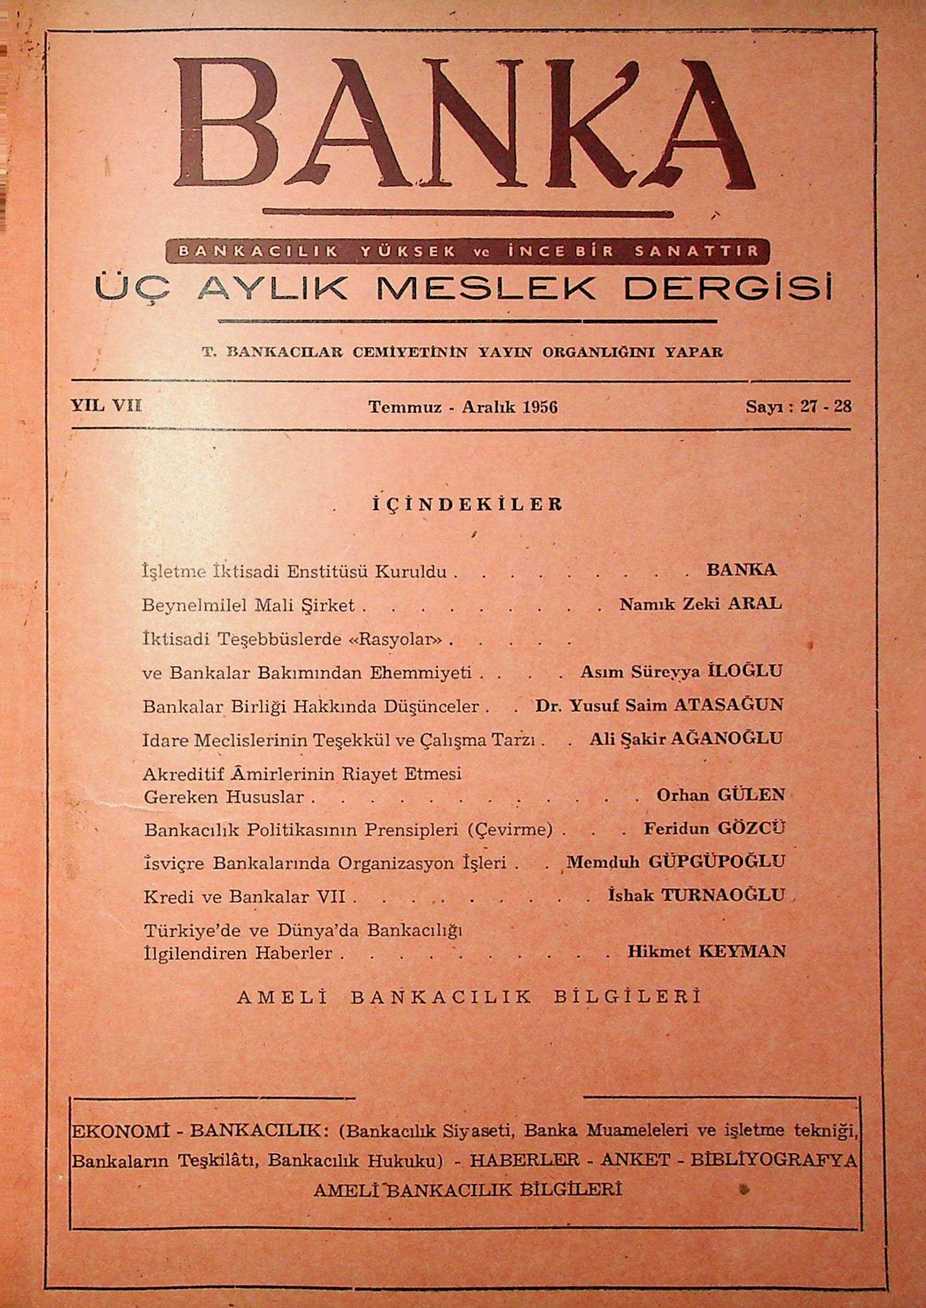 BANKA
BANKACILIK YÜKSEK ve İNCE BİR SANATTIR
ÜÇ AYLIK MESLEK DERGİSİ
T. BANKACILAR CEMİYETİNİN YAYIN ORGANLIĞINI YAPAR
YIL VII Temmuz - Aralık 1956 Sayı : 27 - 28
İÇİNDEKİLER
İşletme İktisadi Enstitüsü Kuruldu . . . . . . . . . BANKA
Beynelmilel Mali Şirket . . . . . . . . . Namık Zeki ARAL
İktisadi Teşebbüslerde «Rasyolar» . . . . .
ve Bankalar Bakımından Ehemmiyeti . . . . Asım Süreyya İLOĞLU
Bankalar Birliği Hakkında Düşünceler . . Dr. Yusuf Saim ATASAĞUN
İdare Meclislerinin Teşekkül ve Çalışma Tarzı . . Ali Şakir AĞANOĞLU
Akreditif Âmirlerinin Riayet Etmesi
Gereken Hususlar . . . . . . . . . . . . Orhan GÜLEN
Bankacılık Politikasının Prensipleri (Çevirme) . . . Feridun GÖZCÜ
İsviçre Bankalarında Organizasyon İşleri . . Memduh GÜPGÜPOĞLU
Kredi ve Bankalar VII . . . . . . . . . İshak TURNAOĞLU
Türkiye'de ve Dünya'da Bankacılığı
İlgilendiren Haberler . . . . . . . . . . Hikmet KEYMAN
AMELİ BANKACILIK BİLGİLERİ
EKONOMİ - BANKACILIK: (Bankacılık Siyaseti, Banka Muameleleri ve işletme tekniği,
Bankaların Teşkilâtı, Bankacılık Hukuku) - HABERLER - ANKET - BİBLİYOGRAFYA
AMELİ BANKACILIK BİLGİLERİ